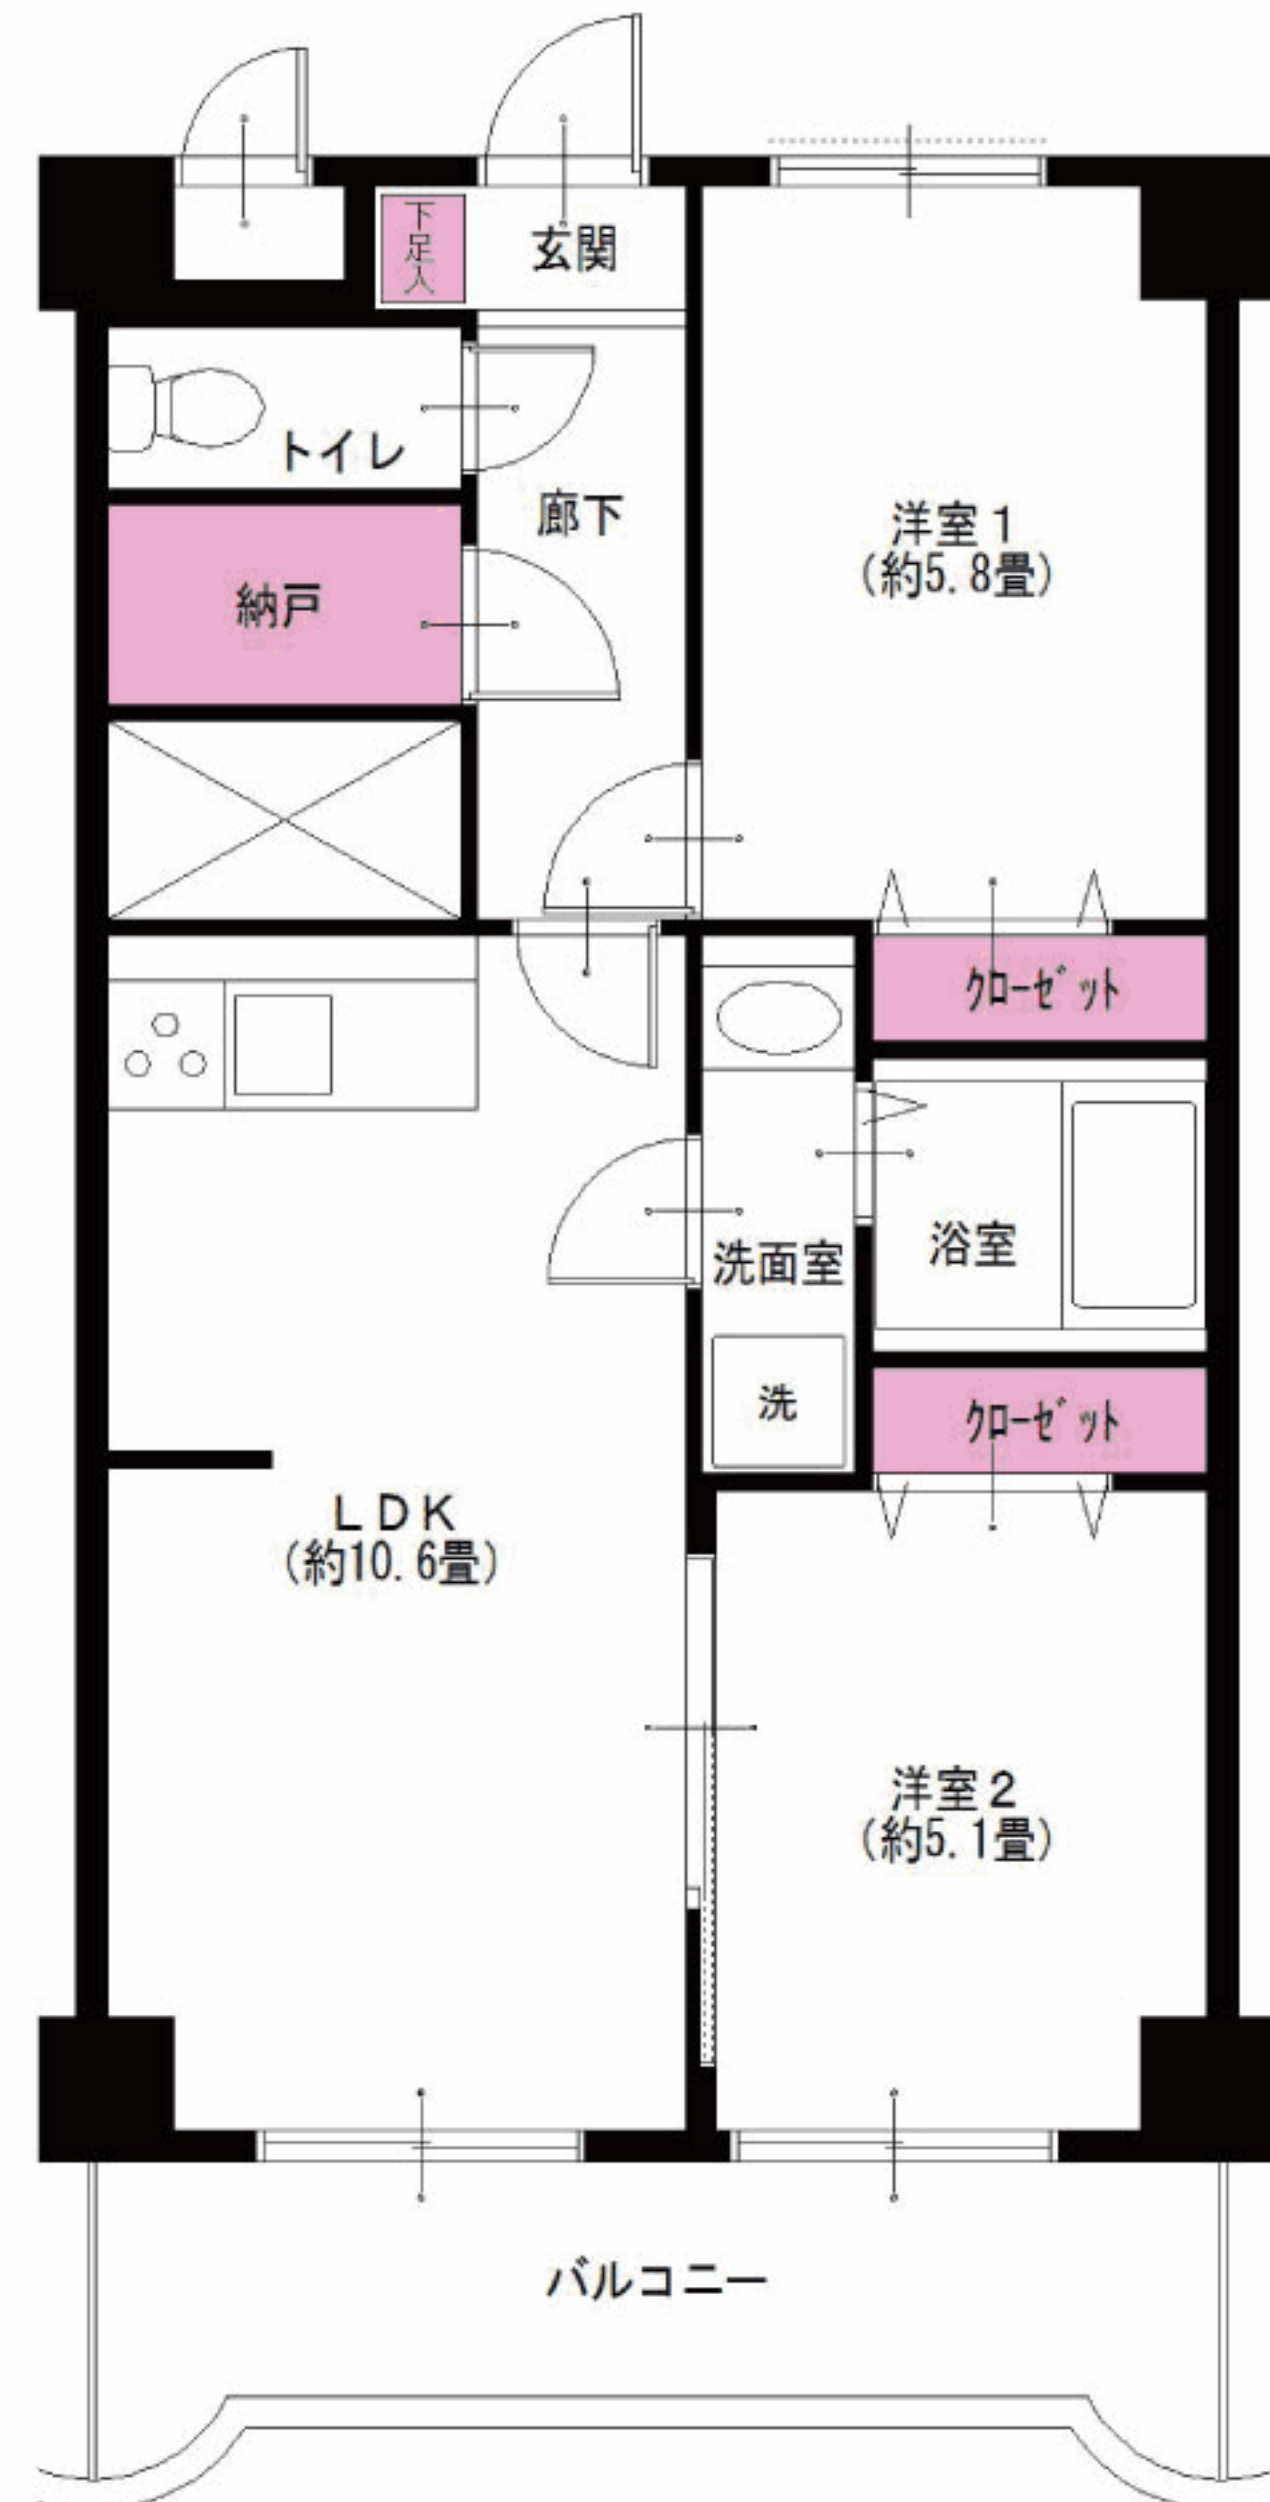 下足入
玄関
トイレ
廊下
洋室1
(約5.8畳)
納戸
クローゼット
洗面室
浴室
洗
クローゼット
LDK
(約10.6畳)
洋室2
(約5.1畳)
バルコニー